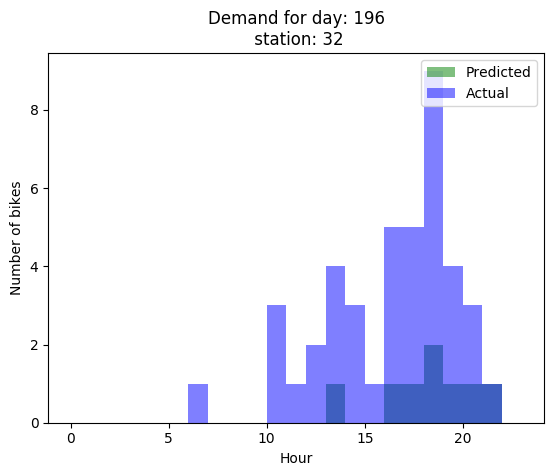 Demand for day: 196
station: 32
Predicted
Actual
Number of bikes
8
6
4
2
0
0
5
10
15
20
Hour